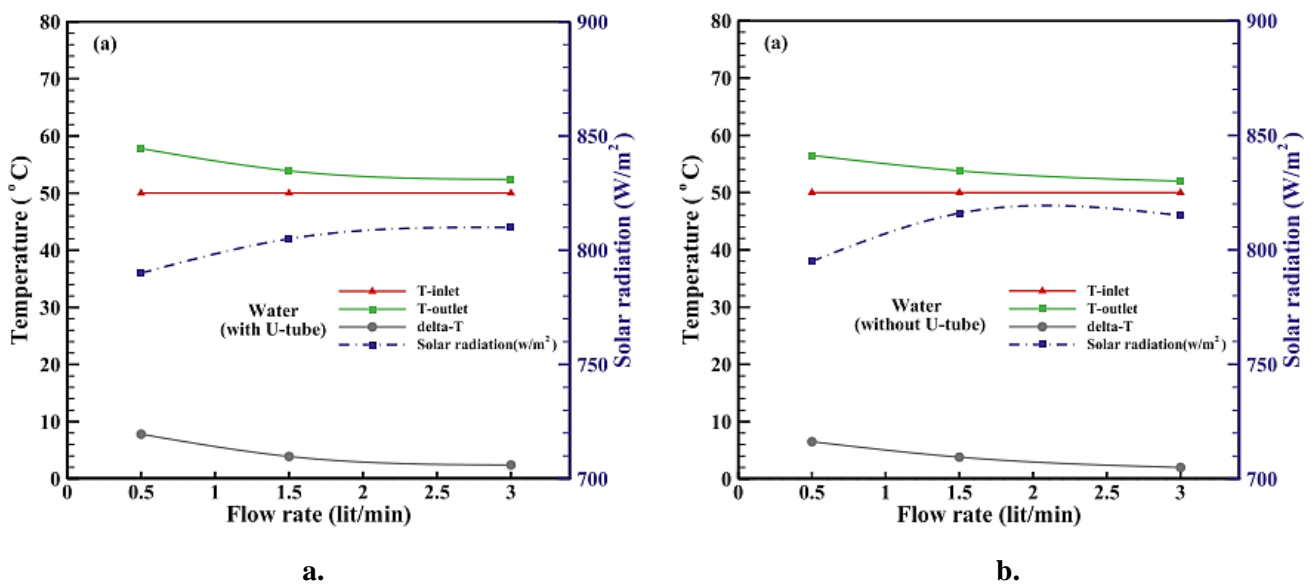 (a)
80
70
60
50
40
30
20
10
0
Temperature ( °C)
900
850
800
750
700
Solar radiation (W/m²)
Water
(with U-tube)
T-inlet
T-outlet
delta-T
Solar radiation(w/m²)
0 0.5 1 1.5 2 2.5 3
Flow rate (lit/min)
a.
(a)
80
70
60
50
40
30
20
10
0
Temperature ( °C)
900
850
800
750
700
Solar radiation (W/m²)
Water
(without U-tube)
T-inlet
T-outlet
delta-T
Solar radiation(w/m²)
0 0.5 1 1.5 2 2.5 3
Flow rate (lit/min)
b.